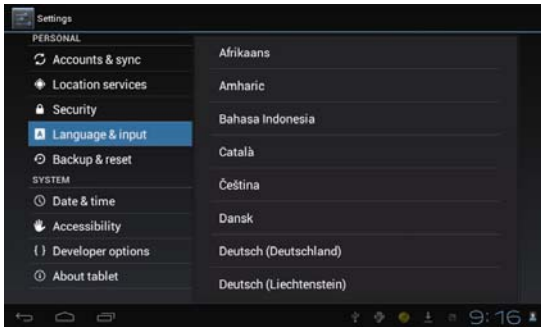 Settings
PERSONAL
Accounts & sync
Location services
Security
Language & input
Backup & reset
SYSTEM
Date & time
Accessibility
Developer options
About tablet
Afrikaans
Amharic
Bahasa Indonesia
Català
Čeština
Dansk
Deutsch (Deutschland)
Deutsch (Liechtenstein)
9:16